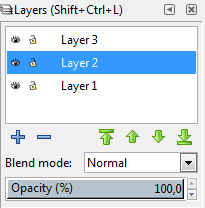 Layers (Shift+Ctrl+L)
Layer 3
Layer 2
Layer 1
Blend mode: Normal
Opacity (%) 100,0